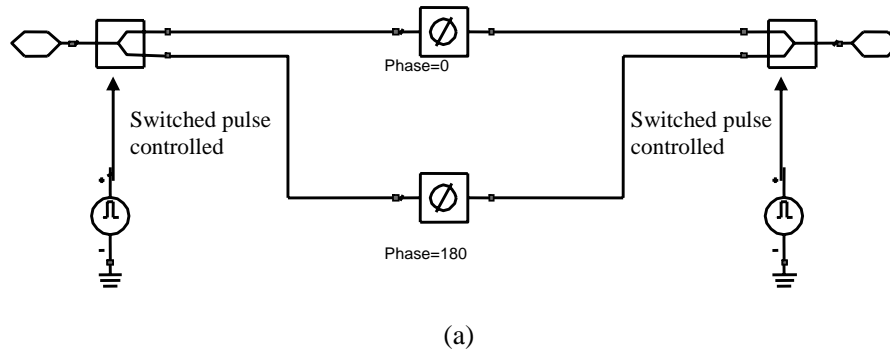 Phase=0
Switched pulse
controlled
Switched pulse
controlled
Phase=180
(a)